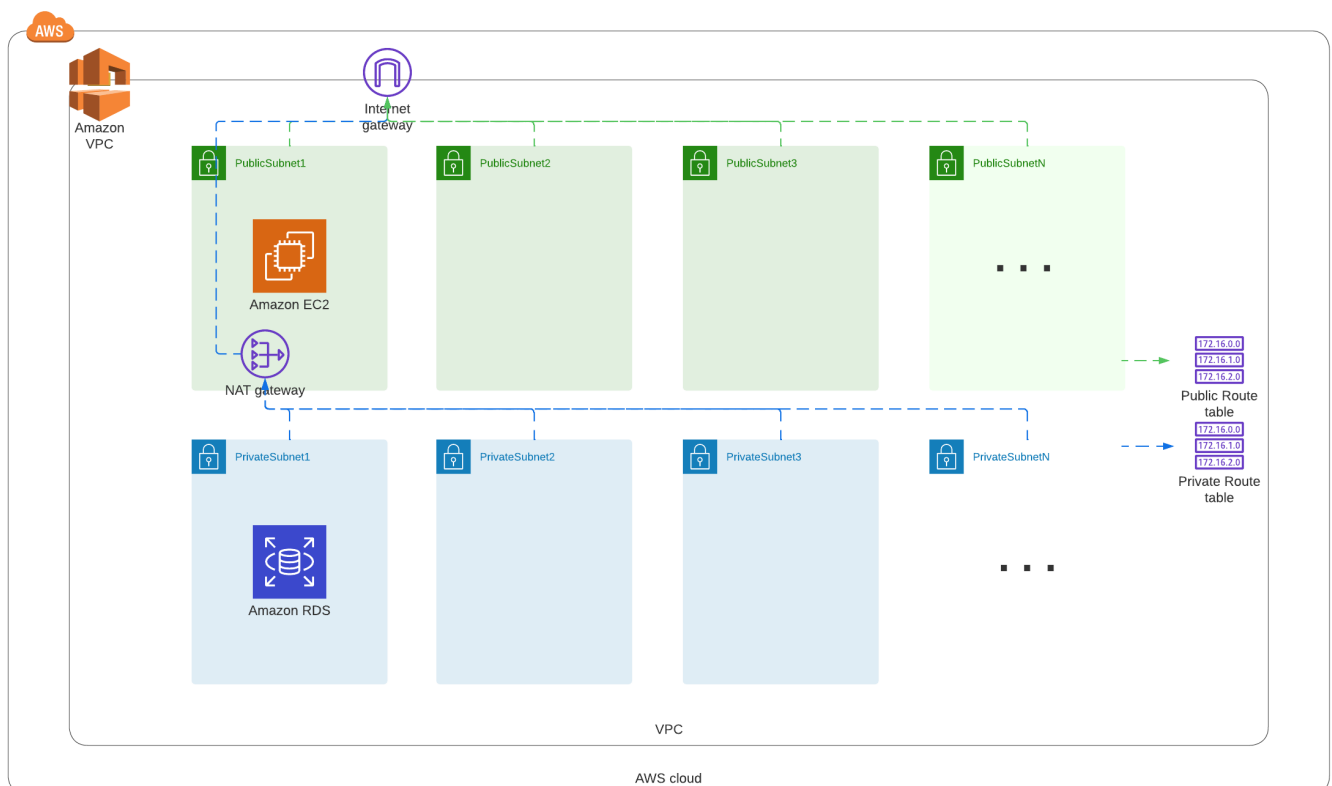 AWS
Amazon
VPC
Internet
gateway
PublicSubnet1
PublicSubnet2
PublicSubnet3
PublicSubnetN
Amazon EC2
. . .
NAT gateway
172.16.0.0
172.16.1.0
172.16.2.0
Public Route
table
172.16.0.0
172.16.1.0
172.16.2.0
Private Route
table
PrivateSubnet1
PrivateSubnet2
PrivateSubnet3
PrivateSubnetN
Amazon RDS
. . .
VPC
AWS cloud